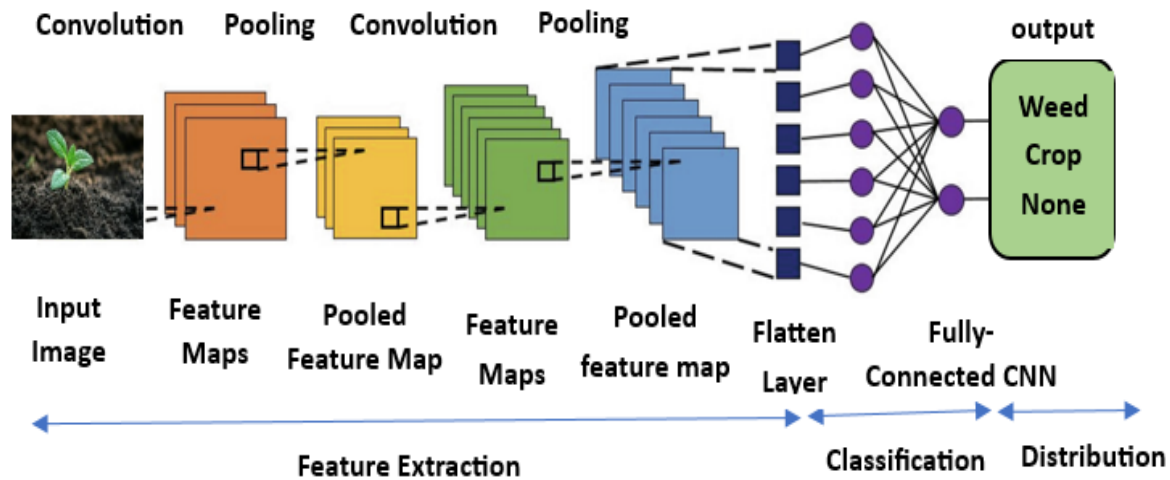 Convolution Pooling Convolution Pooling
output
Weed
Crop
None
Input
Image
Feature
Maps
Pooled
Feature Map
Feature
Maps
Pooled
feature map
Flatten
Layer
Fully-
Connected CNN
Feature Extraction
Classification
Distribution